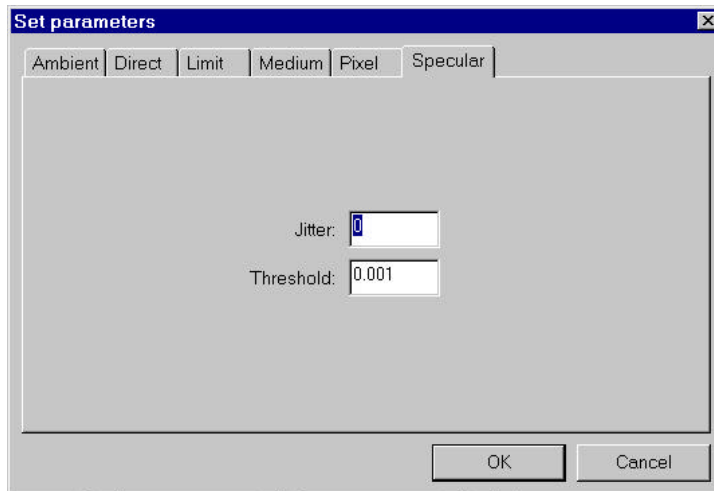 Set parameters
Ambient Direct Limit Medium Pixel Specular
Jitter: 0
Threshold: 0.001
OK Cancel